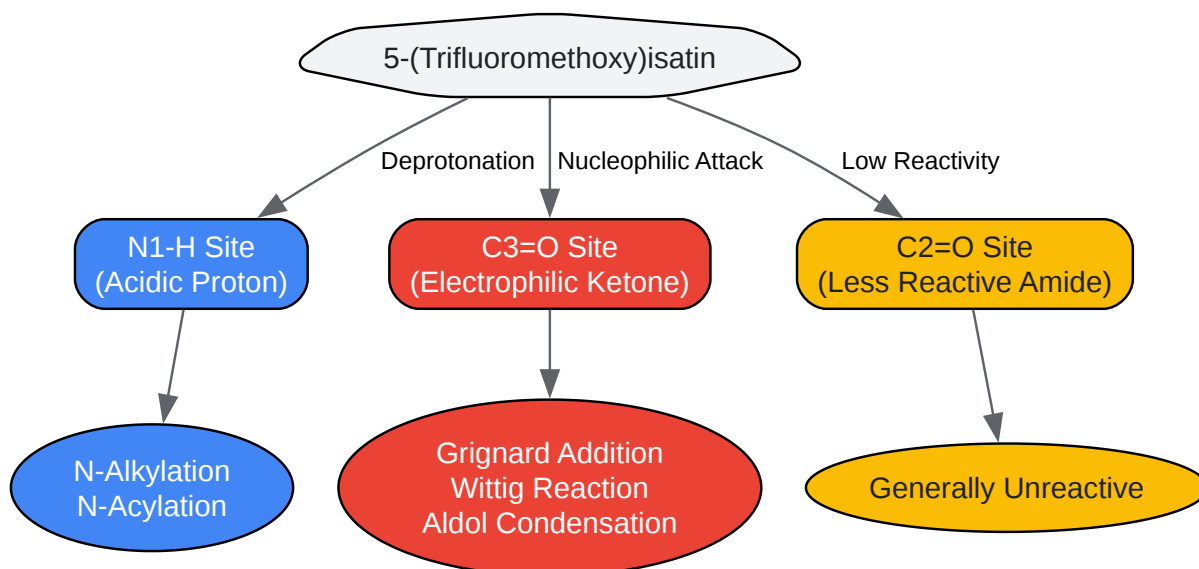 5-(Trifluoromethoxy)isatin
Deprotonation
Nucleophilic Attack
Low Reactivity
N1-H Site
(Acidic Proton)
C3=O Site
(Electrophilic Ketone)
C2=O Site
(Less Reactive Amide)
N-Alkylation
N-Acylation
Grignard Addition
Wittig Reaction
Aldol Condensation
Generally Unreactive